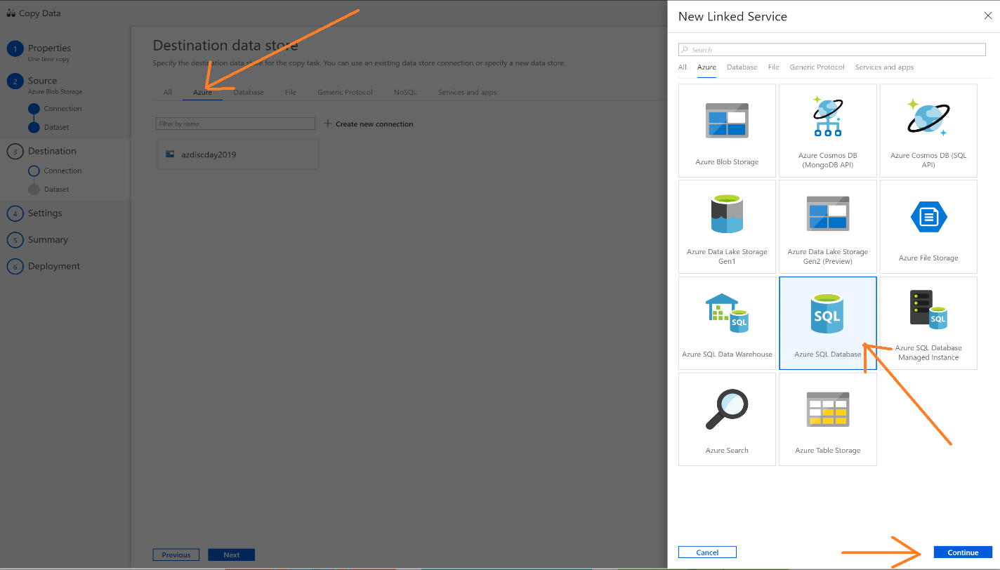 Copy Data
1 Properties
One time copy
2 Source
Azure Blob Storage
Connection
Dataset
3 Destination
Connection
Dataset
4 Settings
5 Summary
6 Deployment
Destination data store
Specify the destination data store for the copy task. You can use an existing data store connection or specify a new data store.
All Azure Database File Generic Protocol NoSQL Services and apps
Filter by name
Create new connection
azdiscday2019
Previous Next
New Linked Service
Search
All Azure Database File Generic Protocol Services and apps
Azure Blob Storage
Azure Cosmos DB
(MongoDB API)
Azure Cosmos DB (SQL
API)
Azure Data Lake Storage
Gen1
Azure Data Lake Storage
Gen2 (Preview)
Azure File Storage
SQL
Azure SQL Data Warehouse
SQL
Azure SQL Database
SQL
Azure SQL Database
Managed Instance
Azure Search
Azure Table Storage
Cancel Continue